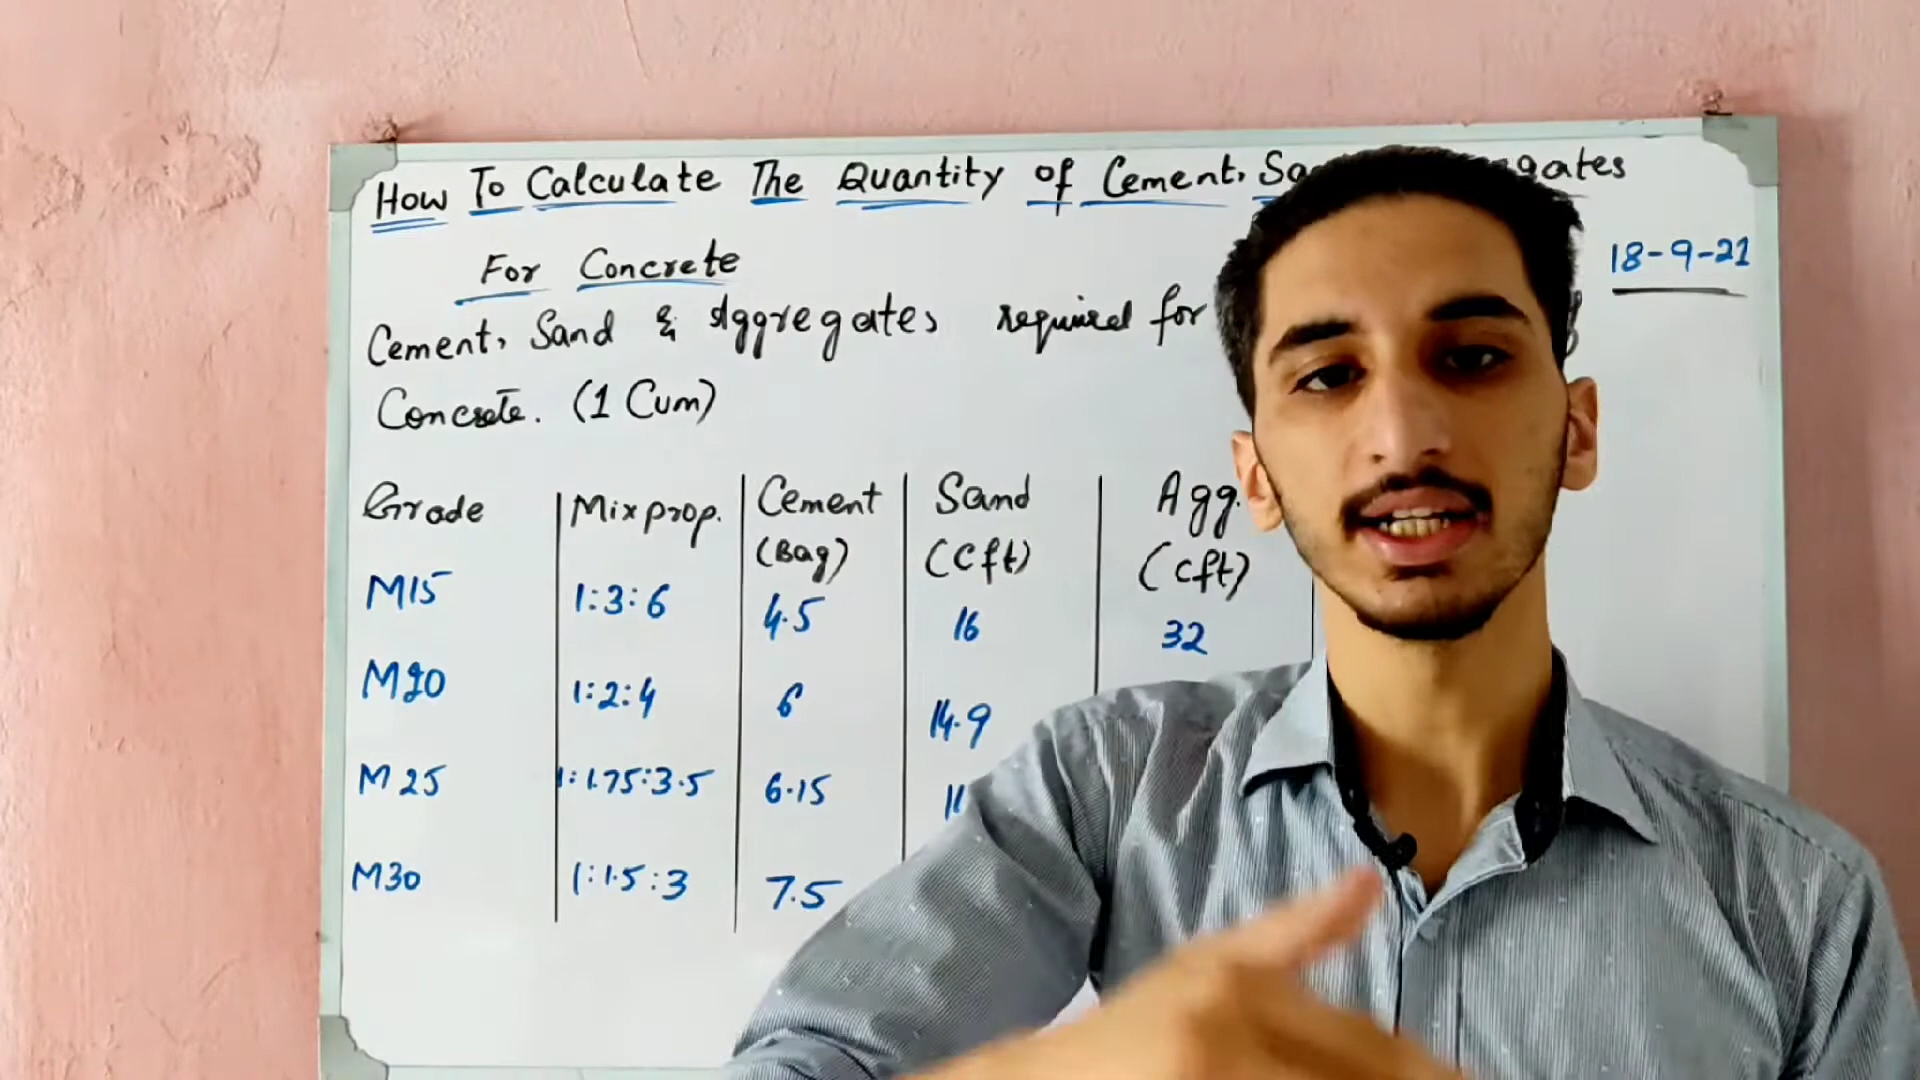 How To Calculate The Quantity of Cement, 
18-9-21
For Concrete
Cement, Sand & Aggregates required for
Concrete. (1 Cum)
Grade Mix prop. Cement Sand Agg.
(Bag) (Cft) (Cft)
M15 1:3:6 4.5 16 32
M20 1:2:4 6 14.9
M25 1:1.75:3.5 6.15
M30 1:1.5:3 7.5